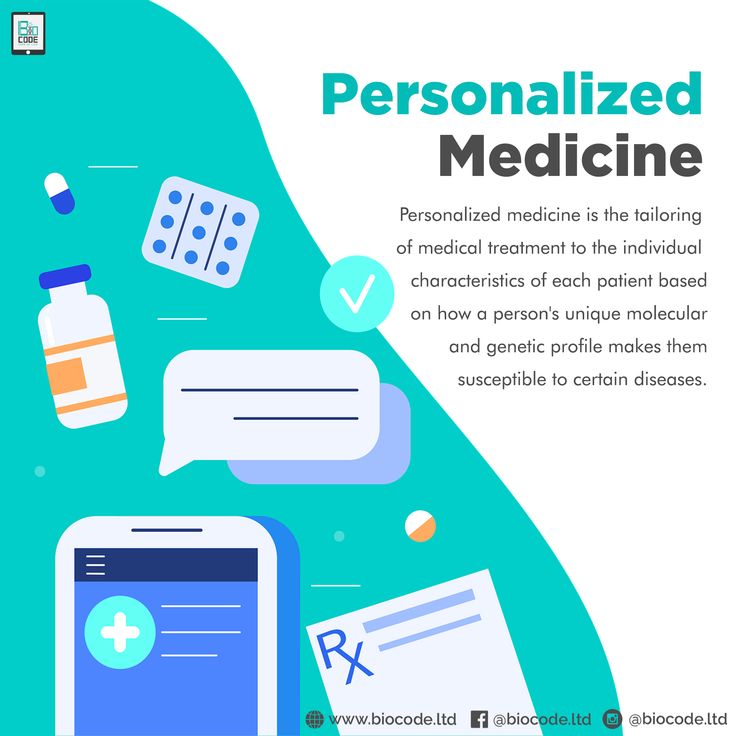 BIO
CODE
Personalized
Medicine
Personalized medicine is the tailoring
of medical treatment to the individual
characteristics of each patient based
on how a person's unique molecular
and genetic profile makes them
susceptible to certain diseases.
Rx
www.biocode.ltd @biocode.ltd @biocode.ltd